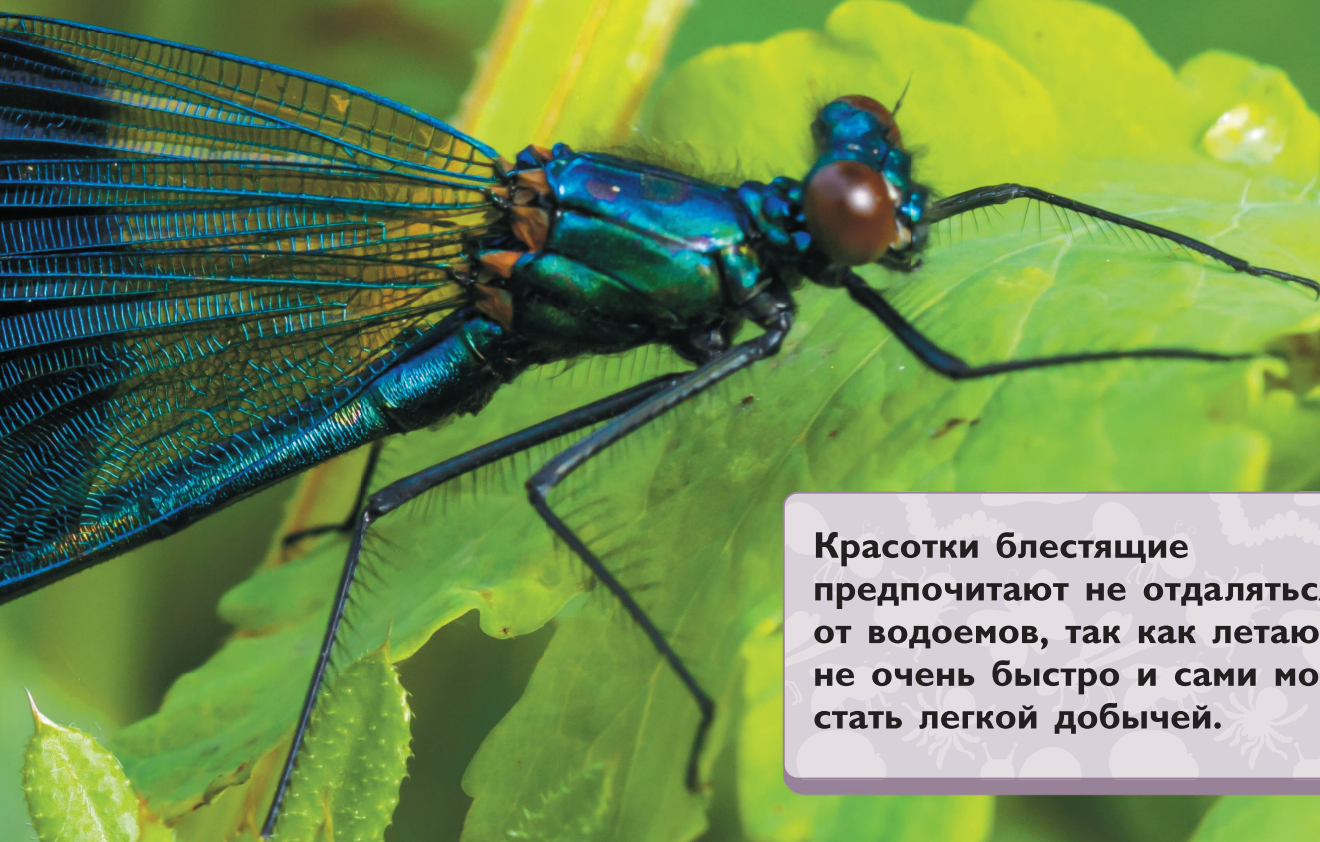 Красотки блестящие
предпочитают не отдалятьс
от водоемов, так как летаю
не очень быстро и сами мо
стать легкой добычей.